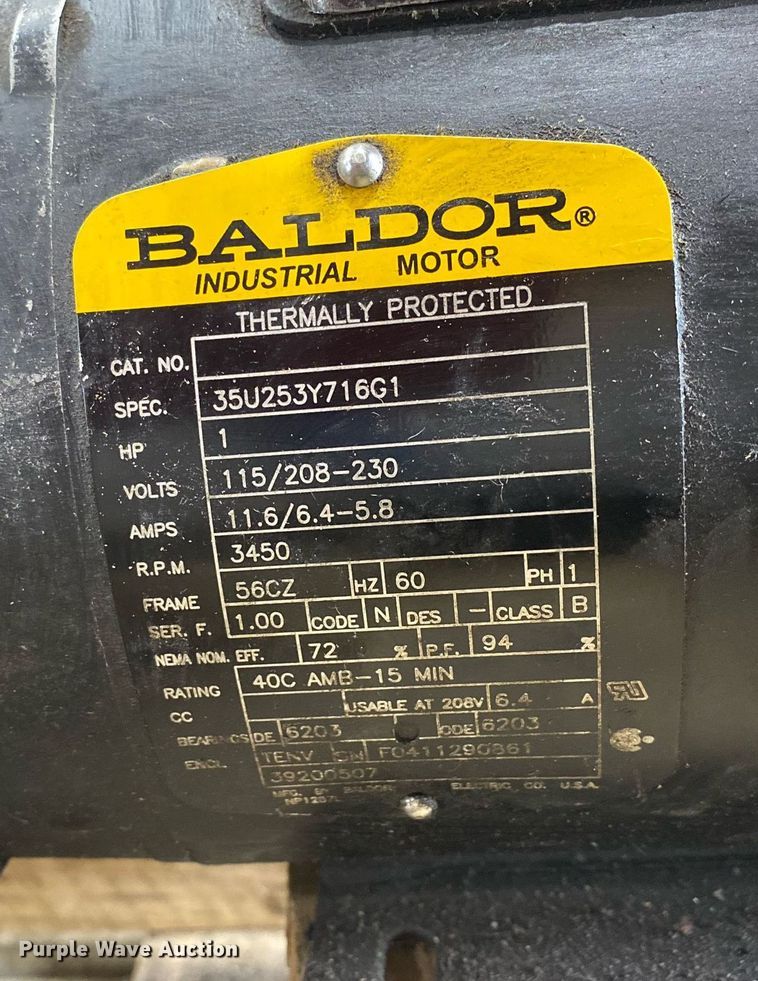 BALDOR®
INDUSTRIAL MOTOR
THERMALLY PROTECTED
CAT. NO.
SPEC. 35U253Y716G1
HP 1
VOLTS 115/208-230
AMPS 11.6/6.4-5.8
R.P.M. 3450
FRAME 56CZ HZ 60 PH 1
SER. F. 1.00 CODE N DES - CLASS B
NEMA NOM. EFF. 72 % P.F. 94 %
RATING 40C AMB-15 MIN
CC USABLE AT 208V 6.4 A
BEARINGS DE 6203 ODE 6203
ENCL TENV SN F0411290861
39200507
MFG. BY BALDOR ELECTRIC CO. U.S.A.
Purple Wave Auction